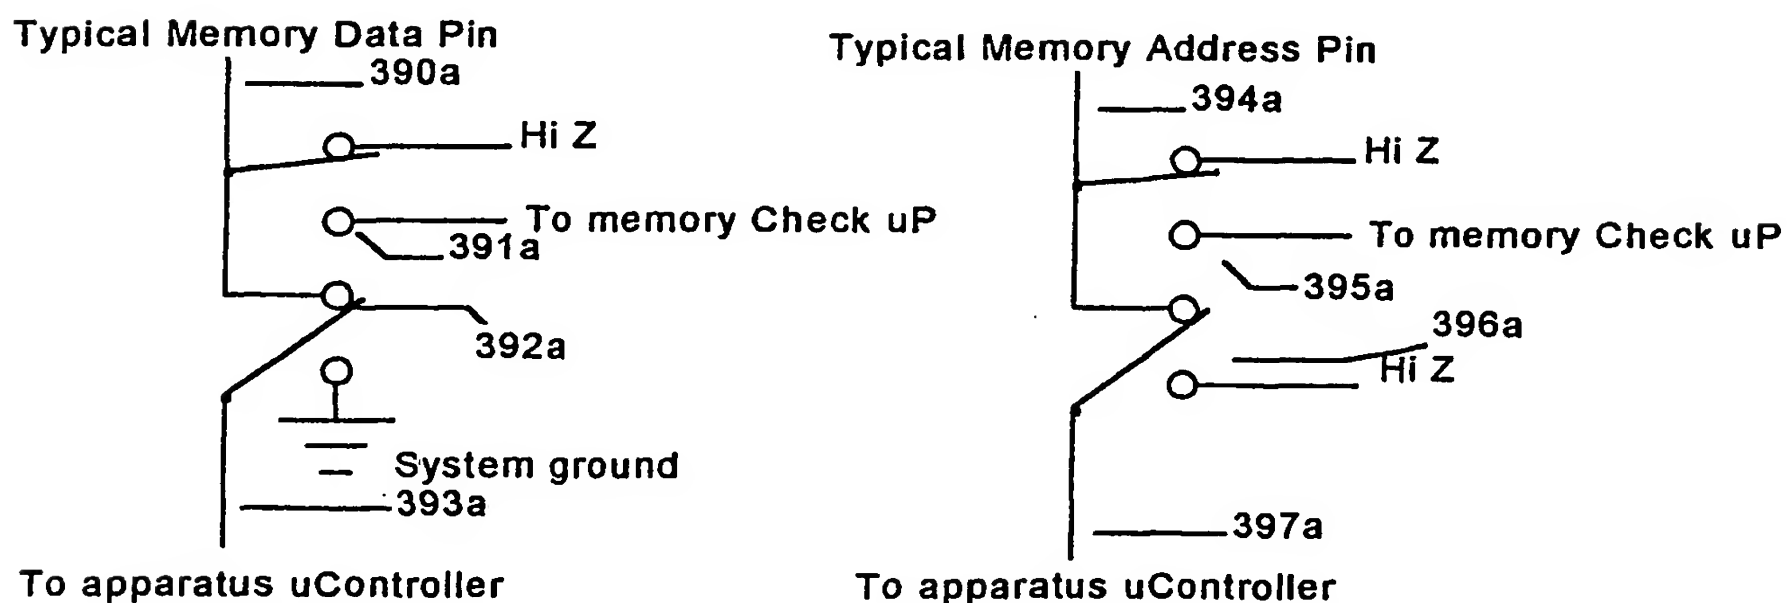 Typical Memory Data Pin
390a
Hi Z
To memory Check uP
391a
392a
System ground
393a
To apparatus uController
Typical Memory Address Pin
394a
Hi Z
To memory Check uP
395a
396a
Hi Z
397a
To apparatus uController